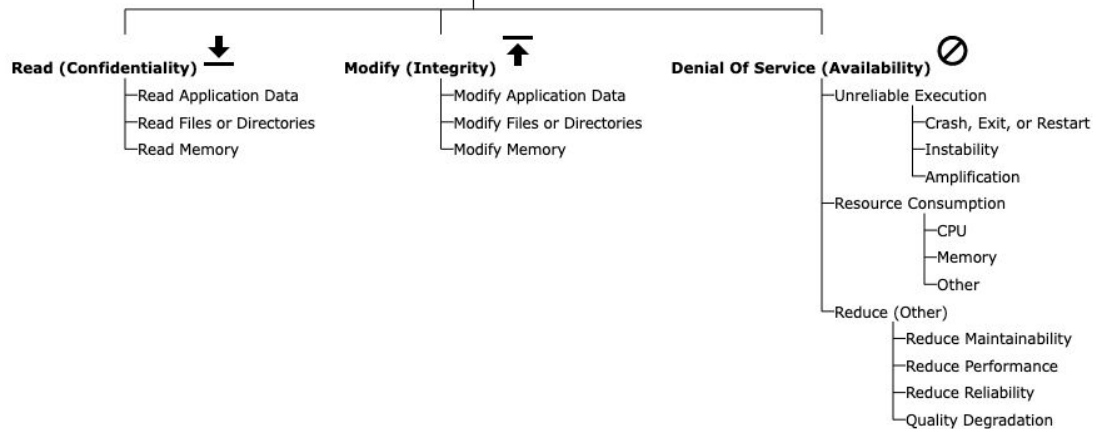 Read (Confidentiality)
Read Application Data
Read Files or Directories
Read Memory
Modify (Integrity)
Modify Application Data
Modify Files or Directories
Modify Memory
Denial Of Service (Availability)
Unreliable Execution
Crash, Exit, or Restart
Instability
Amplification
Resource Consumption
CPU
Memory
Other
Reduce (Other)
Reduce Maintainability
Reduce Performance
Reduce Reliability
Quality Degradation